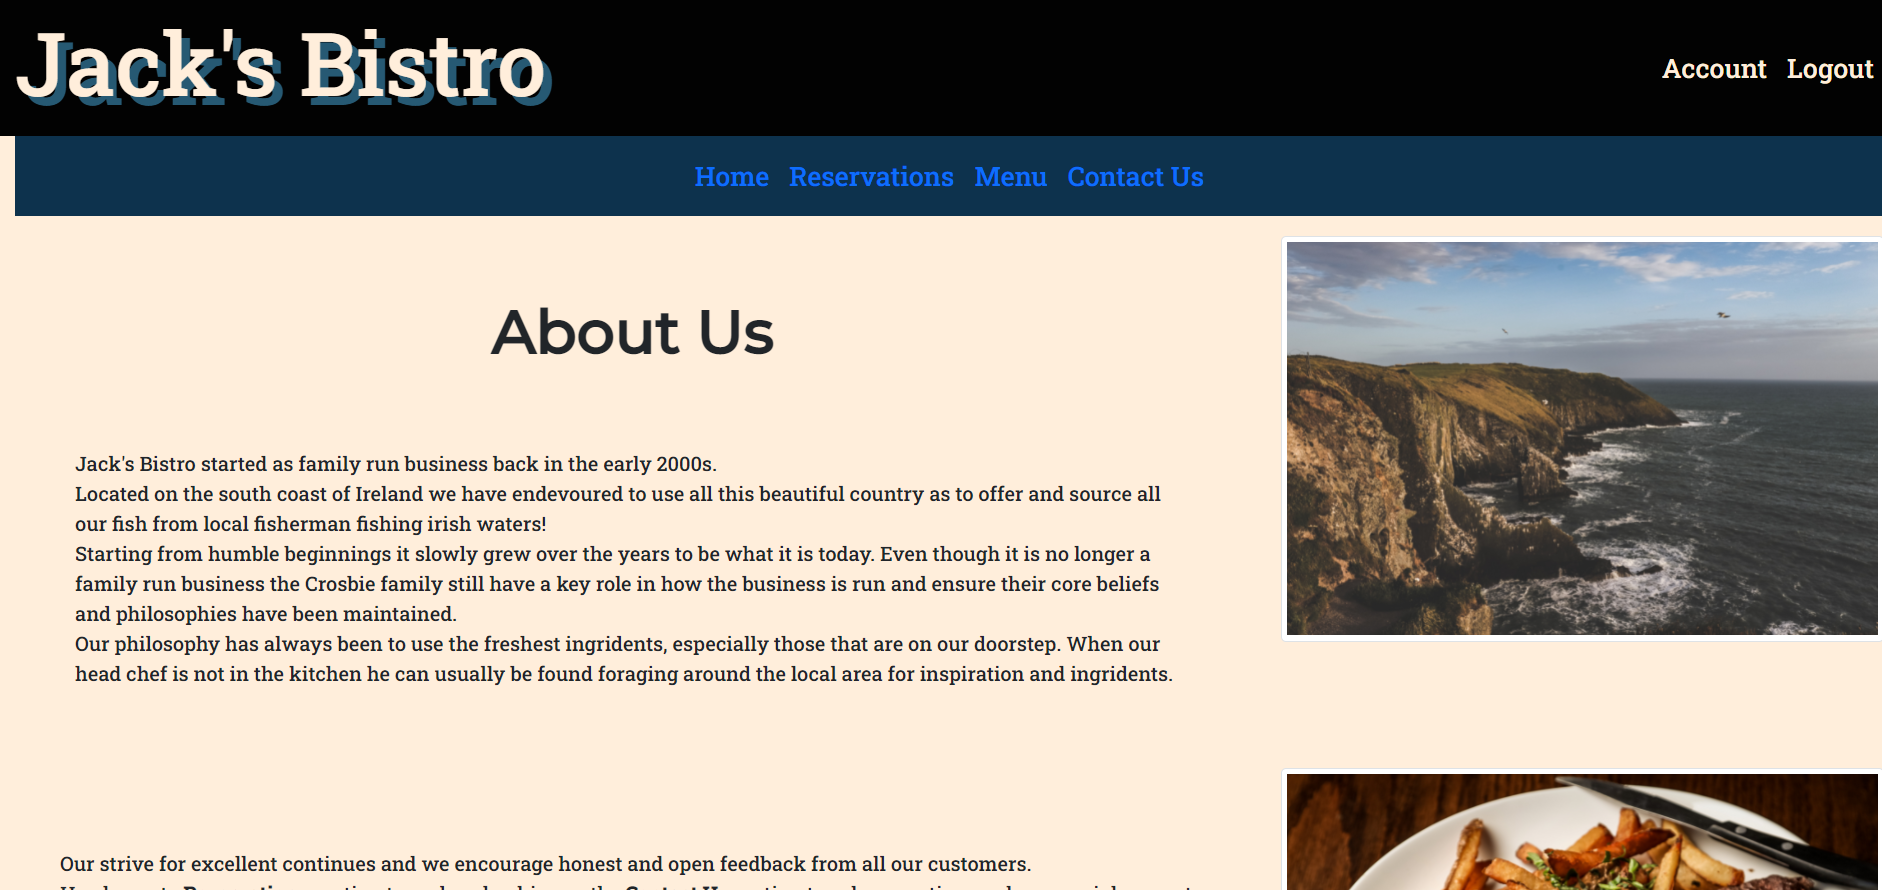 Jack's Bistro
Account Logout
Home Reservations Menu Contact Us
About Us
Jack's Bistro started as family run business back in the early 2000s.
Located on the south coast of Ireland we have endevoured to use all this beautiful country as to offer and source all
our fish from local fisherman fishing irish waters!
Starting from humble beginnings it slowly grew over the years to be what it is today. Even though it is no longer a
family run business the Crosbie family still have a key role in how the business is run and ensure their core beliefs
and philosophies have been maintained.
Our philosophy has always been to use the freshest ingridents, especially those that are on our doorstep. When our
head chef is not in the kitchen he can usually be found foraging around the local area for inspiration and ingridents.
Our strive for excellent continues and we encourage honest and open feedback from all our customers.